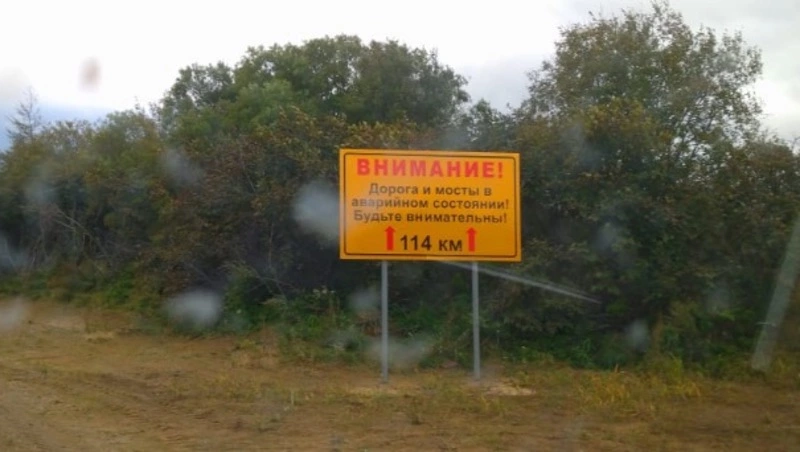 ВНИМАНИЕ!
Дорога и мосты в
аварийном состоянии!
Будьте внимательны!
114 км